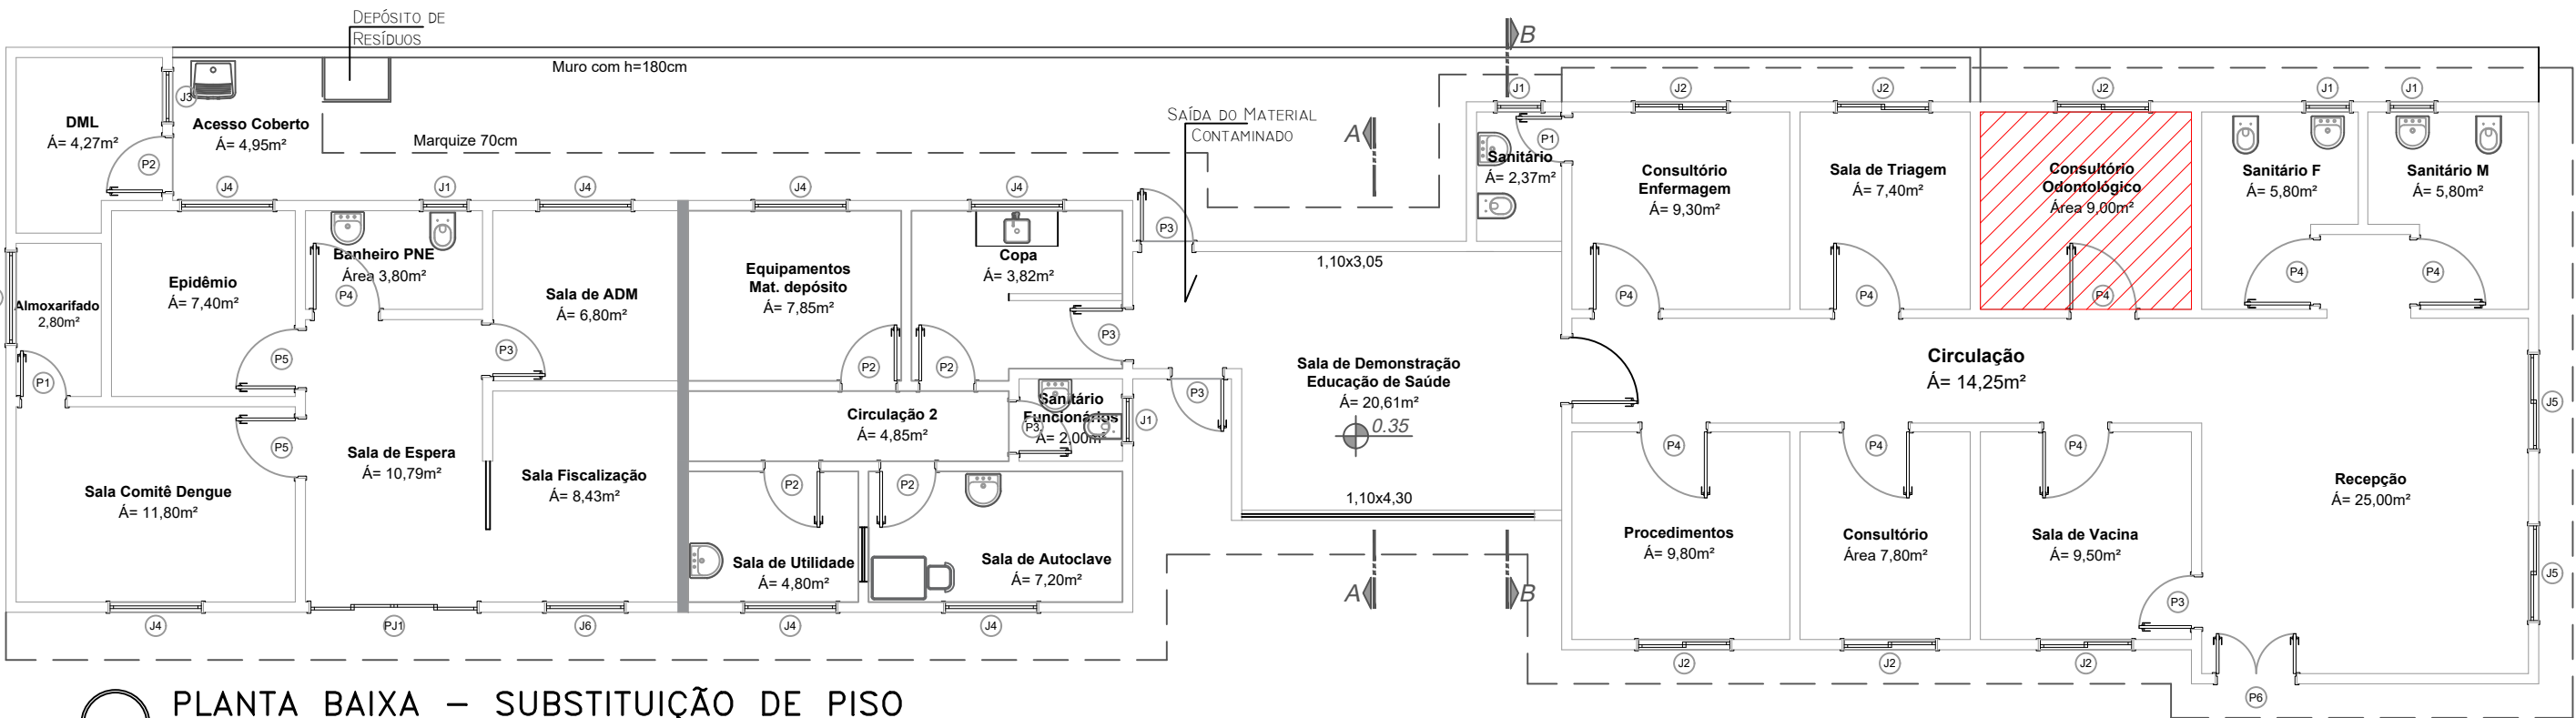 DEPÓSITO DE
RESÍDUOS
Muro com h=180cm
B
J3
DML
Á= 4,27m²
P2
Acesso Coberto
Á= 4,95m²
Marquize 70cm
SAÍDA DO MATERIAL
CONTAMINADO
A
J1
J2
J2
J2
J1
J1
P1
Sanitário
Á= 2,37m²
Consultório
Enfermagem
Á= 9,30m²
Sala de Triagem
Á= 7,40m²
Consultório
Odontológico
Área 9,00m²
Sanitário F
Á= 5,80m²
Sanitário M
Á= 5,80m²
J4
J1
J4
J4
J4
P3
Almoxarifado
2,80m²
P1
Epidêmio
Á= 7,40m²
P5
Banheiro PNE
Área 3,80m²
P4
Sala de ADM
Á= 6,80m²
P3
Equipamentos
Mat. depósito
Á= 7,85m²
P2
Copa
Á= 3,82m²
P2
P3
1,10x3,05
P4
P4
P4
P4
P4
Sala de Demonstração
Educação de Saúde
Á= 20,61m²
0.35
Circulação
Á= 14,25m²
J5
P3
Circulação 2
Á= 4,85m²
Sanitário
Funcionários
Á= 2,00m²
P3
J1
P5
Sala Comitê Dengue
Á= 11,80m²
Sala de Espera
Á= 10,79m²
Sala Fiscalização
Á= 8,43m²
P2
P2
Sala de Utilidade
Á= 4,80m²
Sala de Autoclave
Á= 7,20m²
1,10x4,30
P4
P4
P4
Procedimentos
Á= 9,80m²
Consultório
Área 7,80m²
Sala de Vacina
Á= 9,50m²
Recepção
Á= 25,00m²
J5
P3
A
B
J4
PJ1
J6
J4
J4
J2
J2
J2
P6
PLANTA BAIXA – SUBSTITUIÇÃO DE PISO